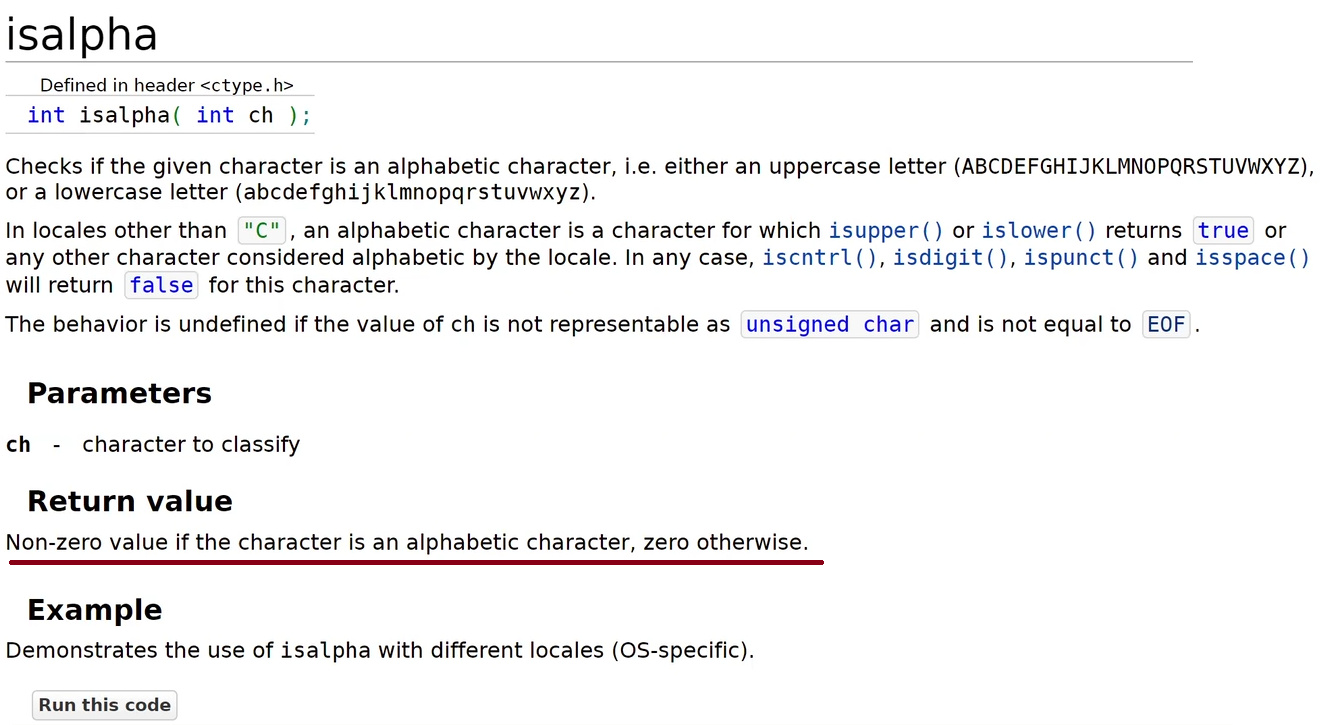 isalpha
Defined in header <ctype.h>
int isalpha( int ch );
Checks if the given character is an alphabetic character, i.e. either an uppercase letter (ABCDEFGHIJKLMNOPQRSTUVWXYZ),
or a lowercase letter (abcdefghijklmnopqrstuvwxyz).
In locales other than "C", an alphabetic character is a character for which isupper() or islower() returns true or
any other character considered alphabetic by the locale. In any case, iscntrl(), isdigit(), ispunct() and isspace()
will return false for this character.
The behavior is undefined if the value of ch is not representable as unsigned char and is not equal to EOF.
Parameters
ch - character to classify
Return value
Non-zero value if the character is an alphabetic character, zero otherwise.
Example
Demonstrates the use of isalpha with different locales (OS-specific).
Run this code